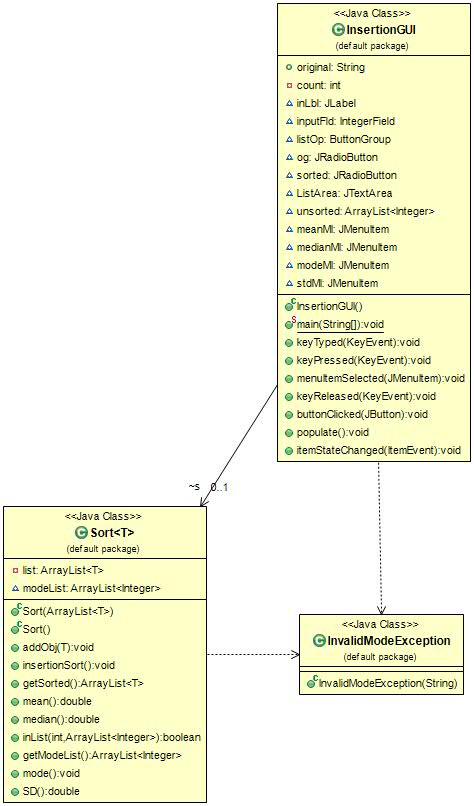 <<Java Class>>
InsertionGUI
(default package)
original: String
count: int
inLbl: JLabel
inputFld: IntegerField
listOp: ButtonGroup
og: JRadioButton
sorted: JRadioButton
ListArea: JTextArea
unsorted: ArrayList<Integer>
meanMI: JMenuItem
medianMI: JMenuItem
modeMI: JMenuItem
stdMI: JMenuItem
InsertionGUI()
main(String[]):void
keyTyped(KeyEvent):void
keyPressed(KeyEvent):void
menuItemSelected(JMenuItem):void
keyReleased(KeyEvent):void
buttonClicked(JButton):void
populate():void
itemStateChanged(ItemEvent):void
~s 0..1
<<Java Class>>
Sort<T>
(default package)
list: ArrayList<T>
modeList: ArrayList<Integer>
Sort(ArrayList<T>)
Sort()
addObj(T):void
insertionSort():void
getSorted():ArrayList<T>
mean():double
median():double
inList(int,ArrayList<Integer>):boolean
getModeList():ArrayList<Integer>
mode():void
SD():double
<<Java Class>>
InvalidModeException
(default package)
InvalidModeException(String)